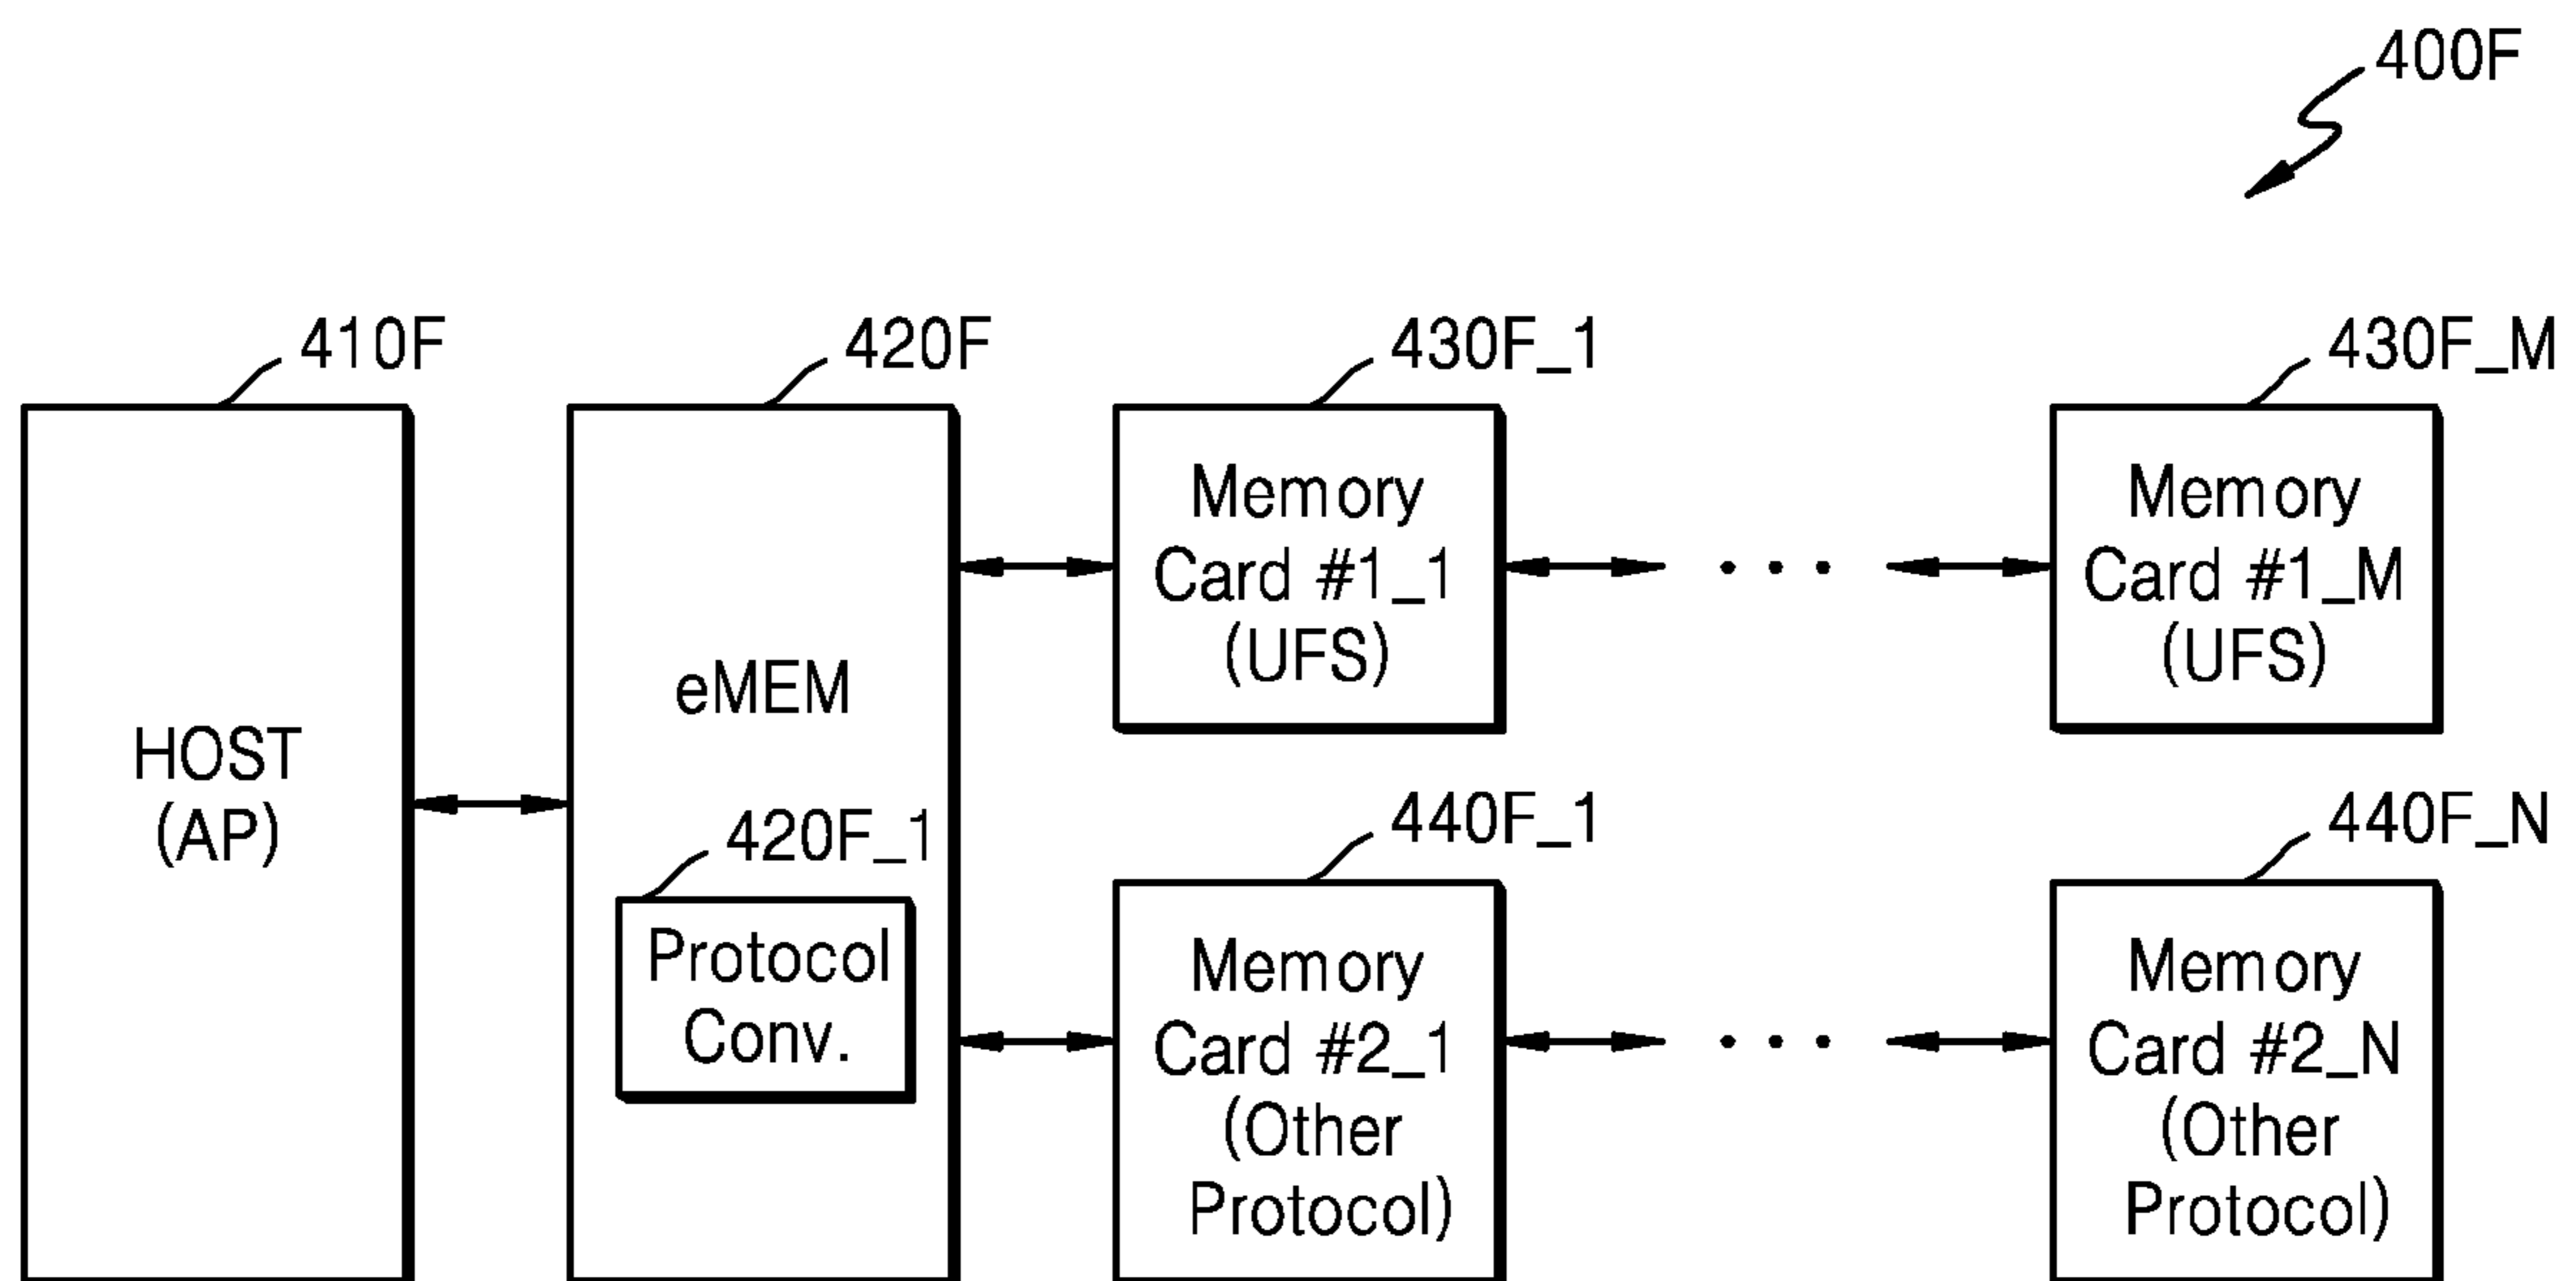 400F
410F
420F
430F_1
430F_M
HOST
(AP)
eMEM
420F_1
Protocol
Conv.
Memory
Card #1_1
(UFS)
. . .
Memory
Card #1_M
(UFS)
440F_1
440F_N
Memory
Card #2_1
(Other
Protocol)
. . .
Memory
Card #2_N
(Other
Protocol)